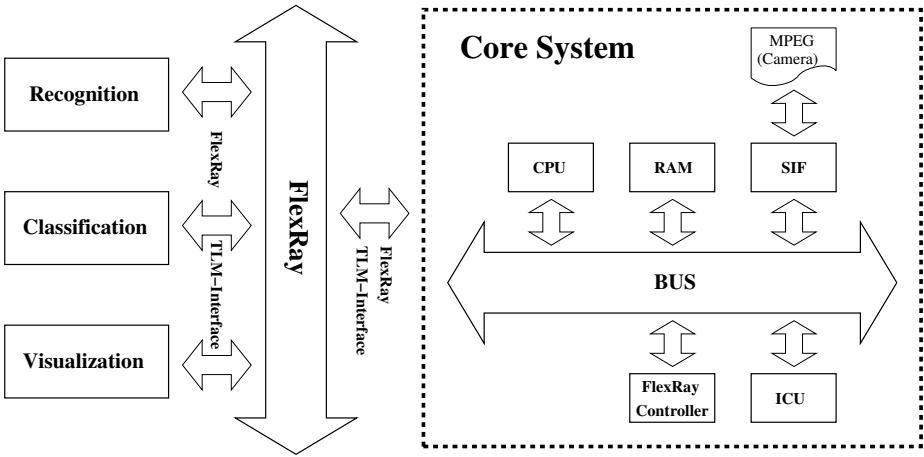 Recognition
Classification
Visualization
FlexRay
TLM−Interface
FlexRay
FlexRay
TLM−Interface
Core System
MPEG
(Camera)
CPU
RAM
SIF
BUS
FlexRay
Controller
ICU